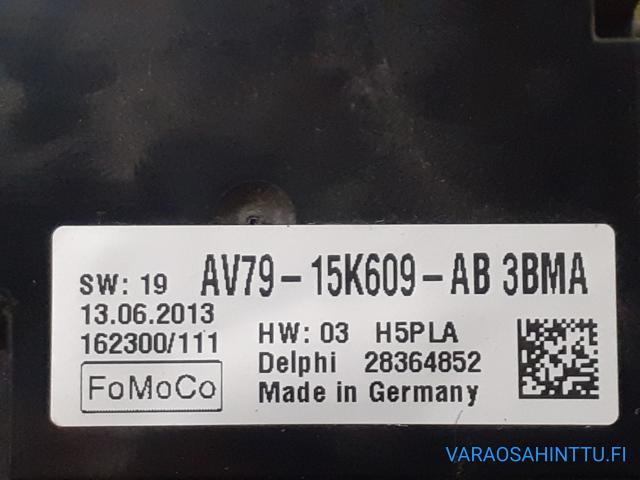 SW: 19 AV79-15K609-AB 3BMA
13.06.2013
162300/111 HW: 03 H5PLA
Delphi 28364852
FoMoCo Made in Germany
VARAOSAHINTTU.FI